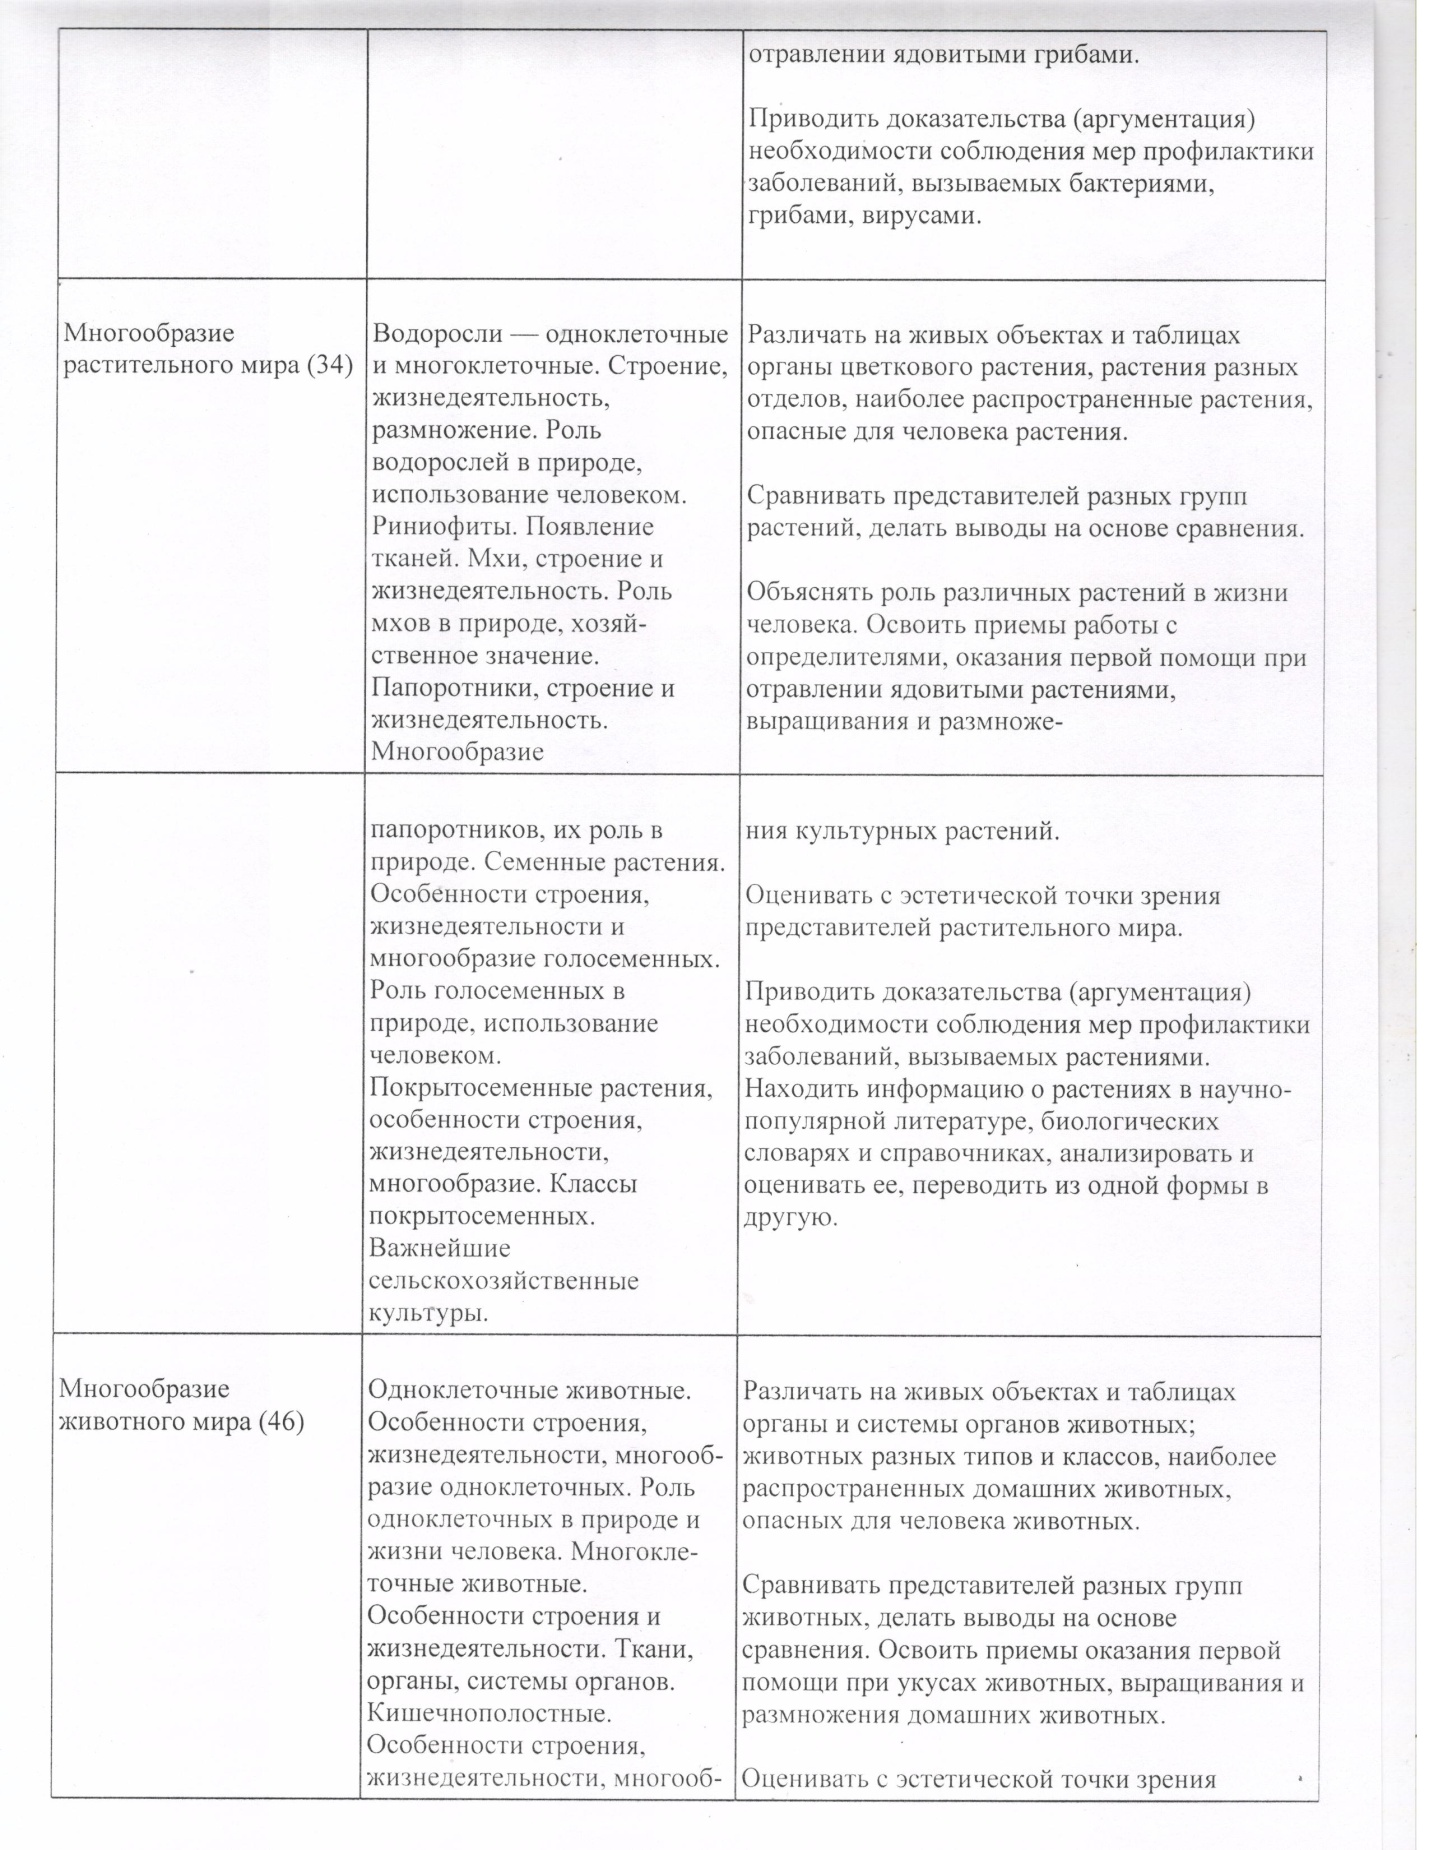 отравлении ядовитыми грибами.
Приводить доказательства (аргументация)
необходимости соблюдения мер профилактики
заболеваний, вызываемых бактериями,
грибами, вирусами.
Многообразие
растительного мира (34)
Водоросли — одноклеточные
и многоклеточные. Строение,
жизнедеятельность,
размножение. Роль
водорослей в природе,
использование человеком.
Риниофиты. Появление
тканей. Мхи, строение и
жизнедеятельность. Роль
мхов в природе, хозяй-
ственное значение.
Папоротники, строение и
жизнедеятельность.
Многообразие
Различать на живых объектах и таблицах
органы цветкового растения, растения разных
отделов, наиболее распространенные растения,
опасные для человека растения.
Сравнивать представителей разных групп
растений, делать выводы на основе сравнения.
Объяснять роль различных растений в жизни
человека. Освоить приемы работы с
определителями, оказания первой помощи при
отравлении ядовитыми растениями,
выращивания и размноже-
папоротников, их роль в
природе. Семенные растения.
Особенности строения,
жизнедеятельности и
многообразие голосеменных.
Роль голосеменных в
природе, использование
человеком.
Покрытосеменные растения,
особенности строения,
жизнедеятельности,
многообразие. Классы
покрытосеменных.
Важнейшие
сельскохозяйственные
культуры.
ния культурных растений.
Оценивать с эстетической точки зрения
представителей растительного мира.
Приводить доказательства (аргументация)
необходимости соблюдения мер профилактики
заболеваний, вызываемых растениями.
Находить информацию о растениях в научно-
популярной литературе, биологических
словарях и справочниках, анализировать и
оценивать ее, переводить из одной формы в
другую.
Многообразие
животного мира (46)
Одноклеточные животные.
Особенности строения,
жизнедеятельности, многооб-
разие одноклеточных. Роль
одноклеточных в природе и
жизни человека. Многокле-
точные животные.
Особенности строения и
жизнедеятельности. Ткани,
органы, системы органов.
Кишечнополостные.
Особенности строения,
жизнедеятельности, многооб-
Различать на живых объектах и таблицах
органы и системы органов животных;
животных разных типов и классов, наиболее
распространенных домашних животных,
опасных для человека животных.
Сравнивать представителей разных групп
животных, делать выводы на основе
сравнения. Освоить приемы оказания первой
помощи при укусах животных, выращивания и
размножения домашних животных.
Оценивать с эстетической точки зрения